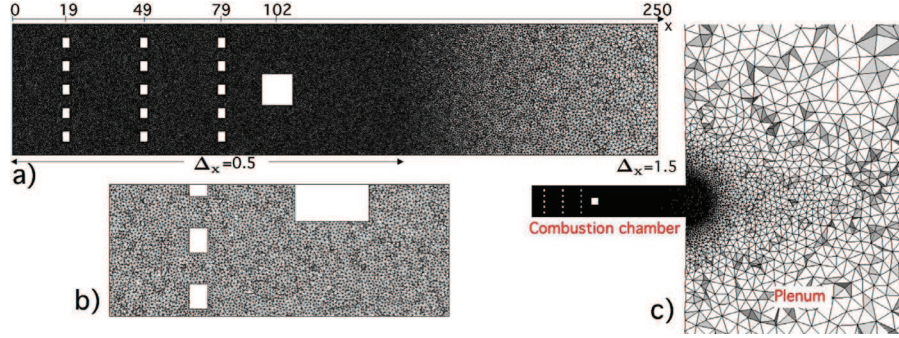 0 19 49 79 102 250
x
Δx=0.5
Δx=1.5
a)
Combustion chamber
b)
Plenum
c)